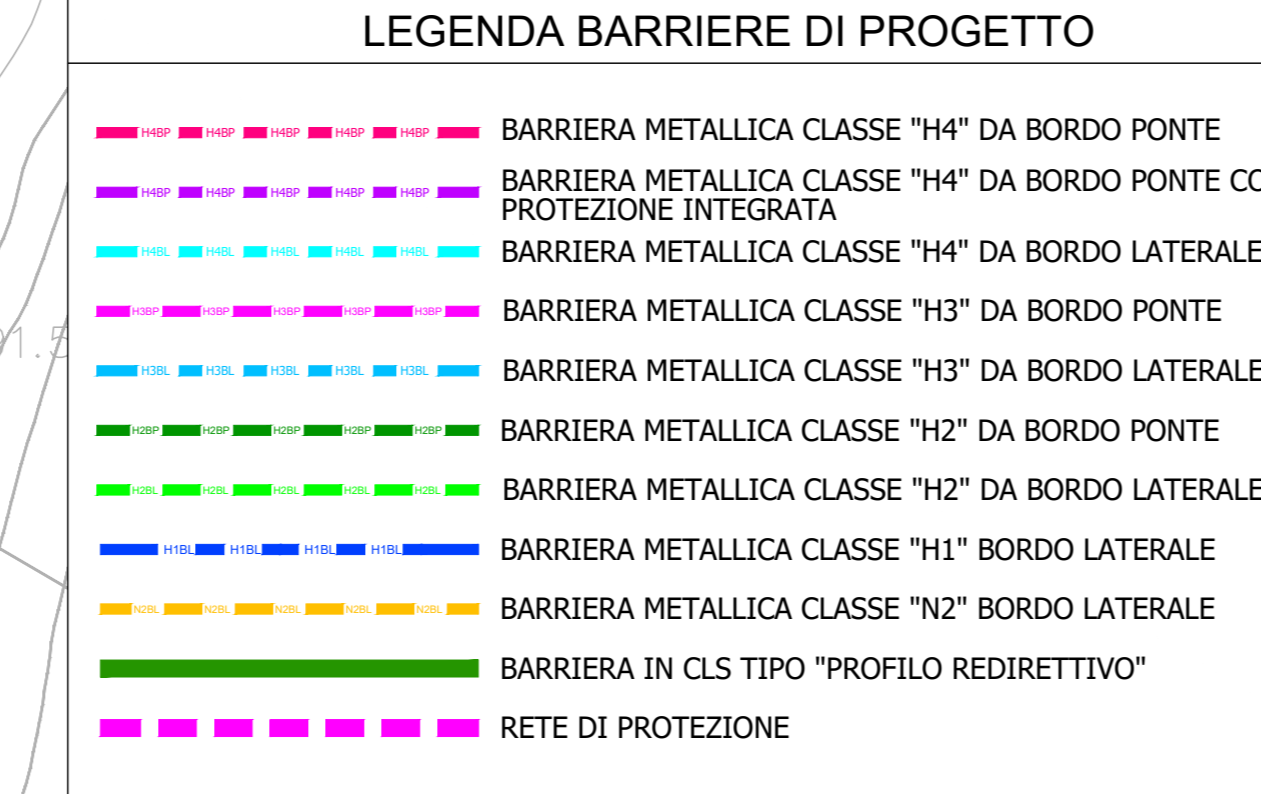 LEGENDA BARRIERE DI PROGETTO
H4BP H4BP H4BP H4BP H4BP BARRIERA METALLICA CLASSE "H4" DA BORDO PONTE
H4BP H4BP H4BP H4BP H4BP BARRIERA METALLICA CLASSE "H4" DA BORDO PONTE CO
PROTEZIONE INTEGRATA
H4BL H4BL H4BL H4BL H4BL BARRIERA METALLICA CLASSE "H4" DA BORDO LATERALE
H3BP H3BP H3BP H3BP H3BP BARRIERA METALLICA CLASSE "H3" DA BORDO PONTE
H3BL H3BL H3BL H3BL H3BL BARRIERA METALLICA CLASSE "H3" DA BORDO LATERALE
H2BP H2BP H2BP H2BP H2BP BARRIERA METALLICA CLASSE "H2" DA BORDO PONTE
H2BL H2BL H2BL H2BL H2BL BARRIERA METALLICA CLASSE "H2" DA BORDO LATERALE
H1BL H1BL H1BL H1BL BARRIERA METALLICA CLASSE "H1" BORDO LATERALE
N2BL N2BL N2BL N2BL N2BL BARRIERA METALLICA CLASSE "N2" BORDO LATERALE
BARRIERA IN CLS TIPO "PROFILO REDIRETTIVO"
RETE DI PROTEZIONE